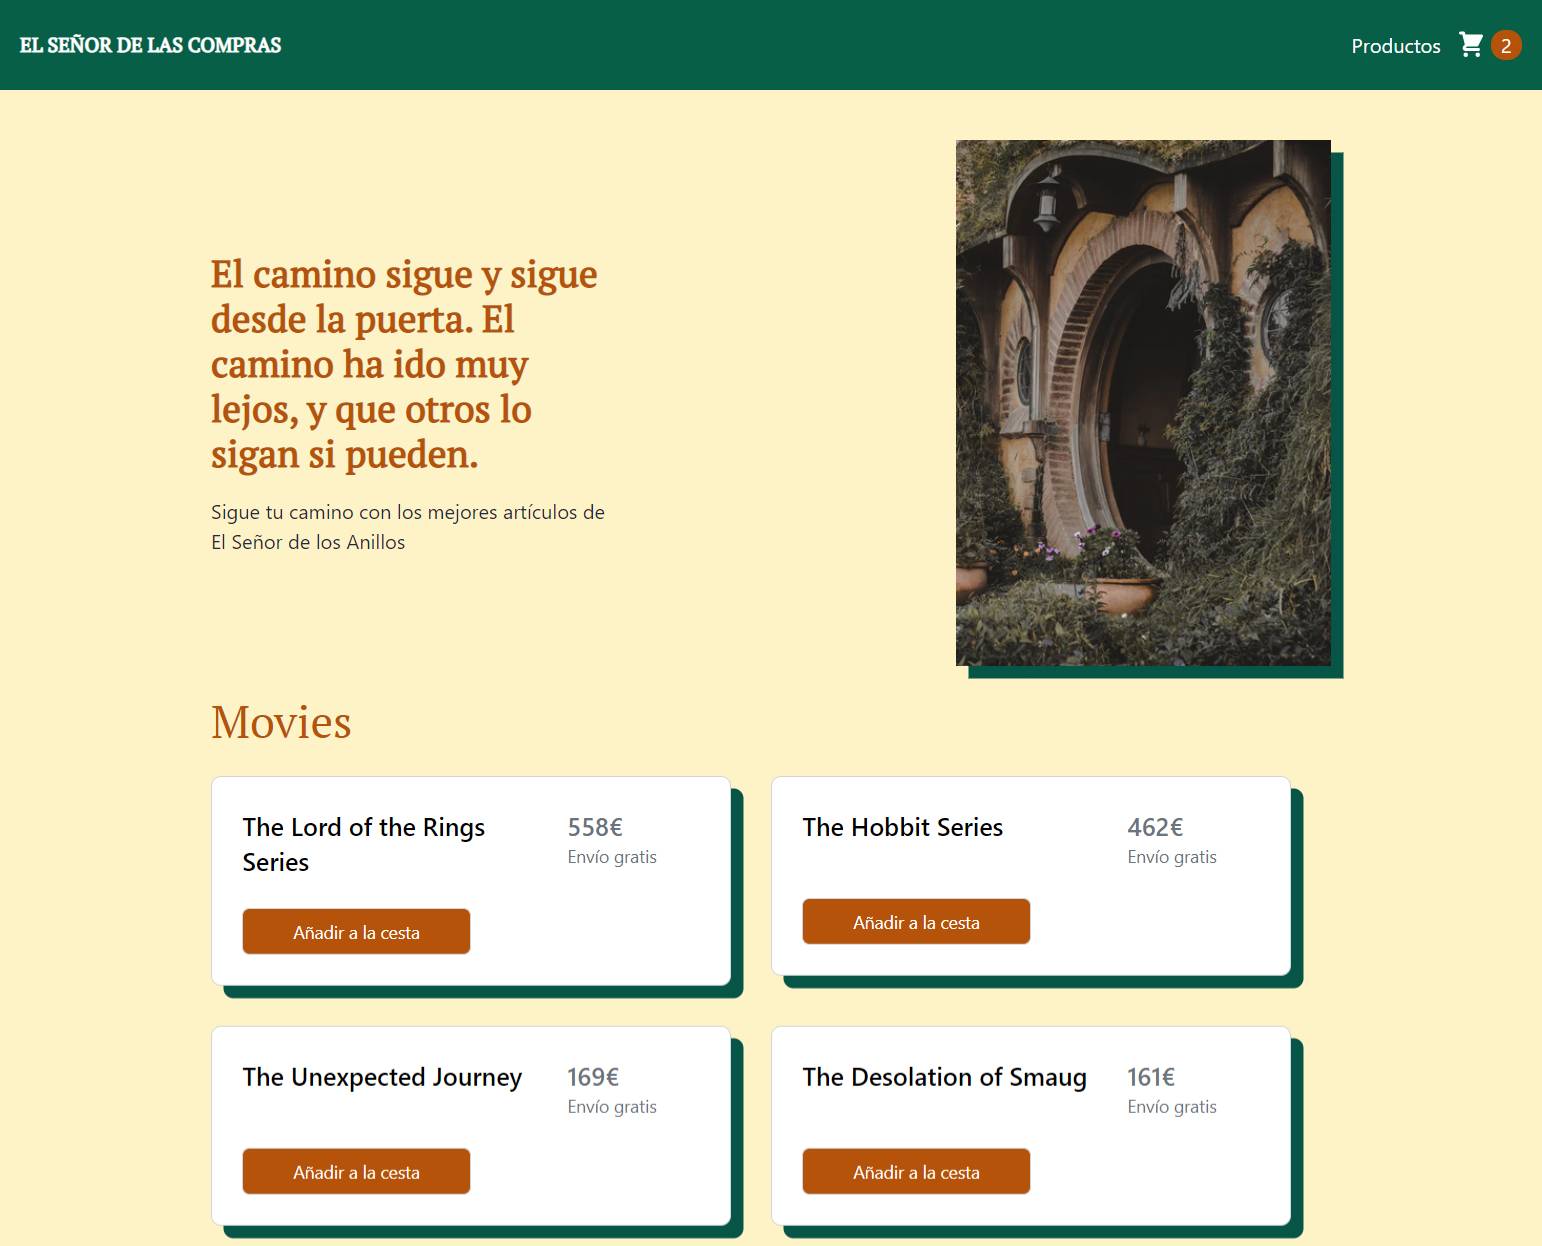 EL SEÑOR DE LAS COMPRAS
Productos 2
El camino sigue y sigue
desde la puerta. El
camino ha ido muy
lejos, y que otros lo
sigan si pueden.
Sigue tu camino con los mejores artículos de
El Señor de los Anillos
Movies
The Lord of the Rings
Series
558€
Envío gratis
Añadir a la cesta
The Hobbit Series
462€
Envío gratis
Añadir a la cesta
The Unexpected Journey
169€
Envío gratis
Añadir a la cesta
The Desolation of Smaug
161€
Envío gratis
Añadir a la cesta